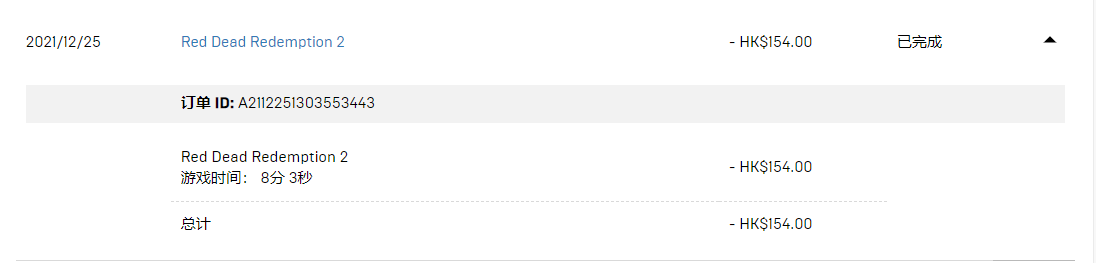 2021/12/25 Red Dead Redemption 2 - HK$154.00 已完成
订单 ID: A2112251303553443
Red Dead Redemption 2
游戏时间： 8分 3秒
- HK$154.00
总计 - HK$154.00